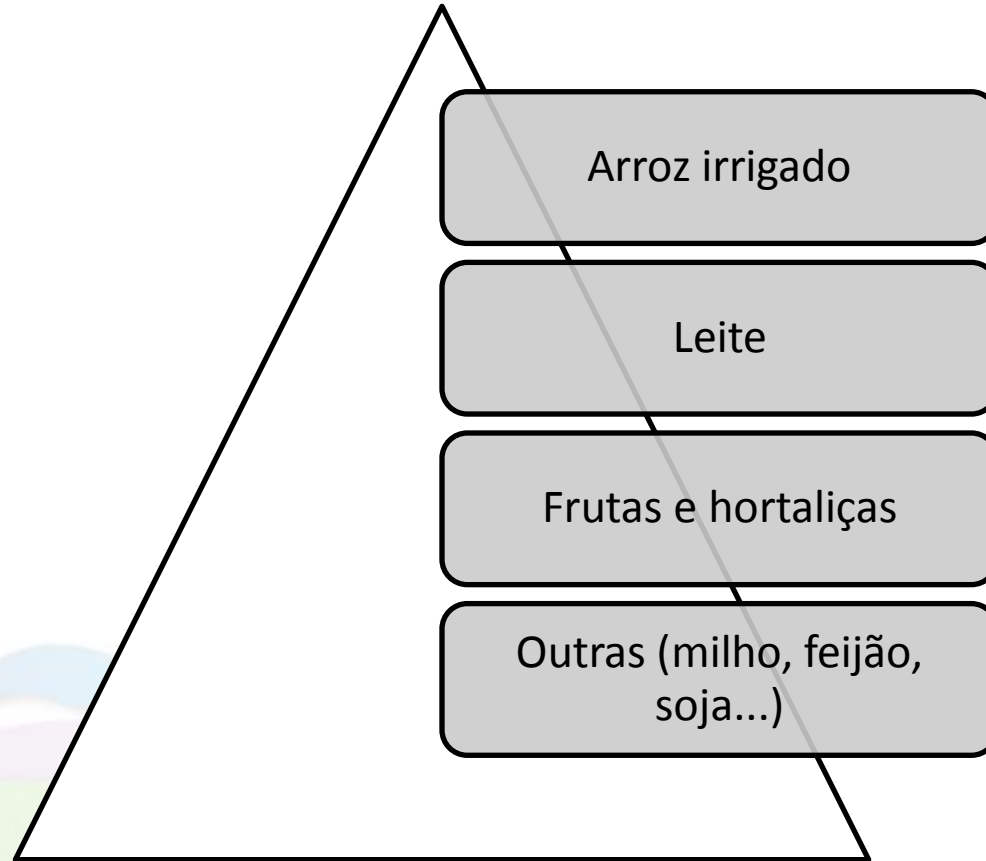 Arroz irrigado
Leite
Frutas e hortaliças
Outras (milho, feijão,
soja...)